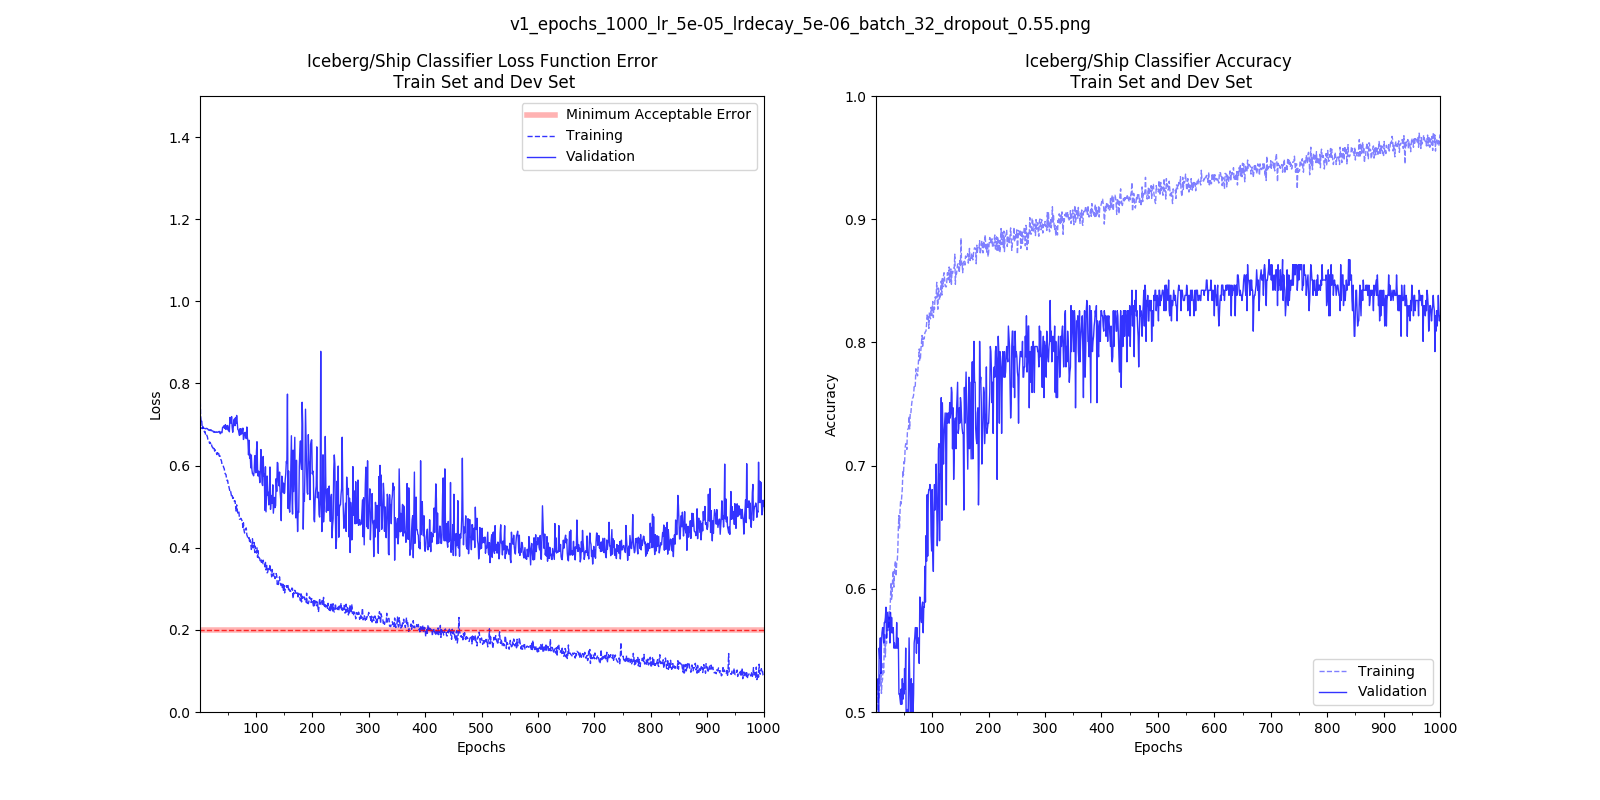 v1_epochs_1000_lr_5e-05_lrdecay_5e-06_batch_32_dropout_0.55.png
Iceberg/Ship Classifier Loss Function Error
Train Set and Dev Set
Minimum Acceptable Error
Training
Validation
1.4
1.2
1.0
0.8
0.6
0.4
0.2
0.0
Loss
100 200 300 400 500 600 700 800 900 1000
Epochs
Iceberg/Ship Classifier Accuracy
Train Set and Dev Set
1.0
0.9
0.8
0.7
0.6
0.5
Accuracy
Training
Validation
100 200 300 400 500 600 700 800 900 1000
Epochs